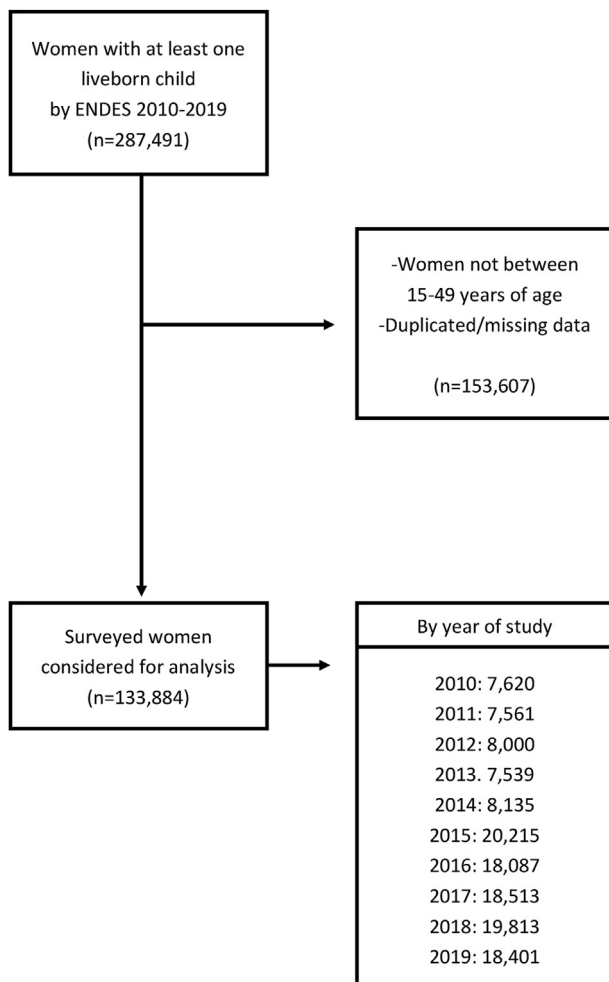 Women with at least one
liveborn child
by ENDES 2010-2019
(n=287,491)
-Women not between
15-49 years of age
-Duplicated/missing data
(n=153,607)
Surveyed women
considered for analysis
(n=133,884)
By year of study
2010: 7,620
2011: 7,561
2012: 8,000
2013. 7,539
2014: 8,135
2015: 20,215
2016: 18,087
2017: 18,513
2018: 19,813
2019: 18,401